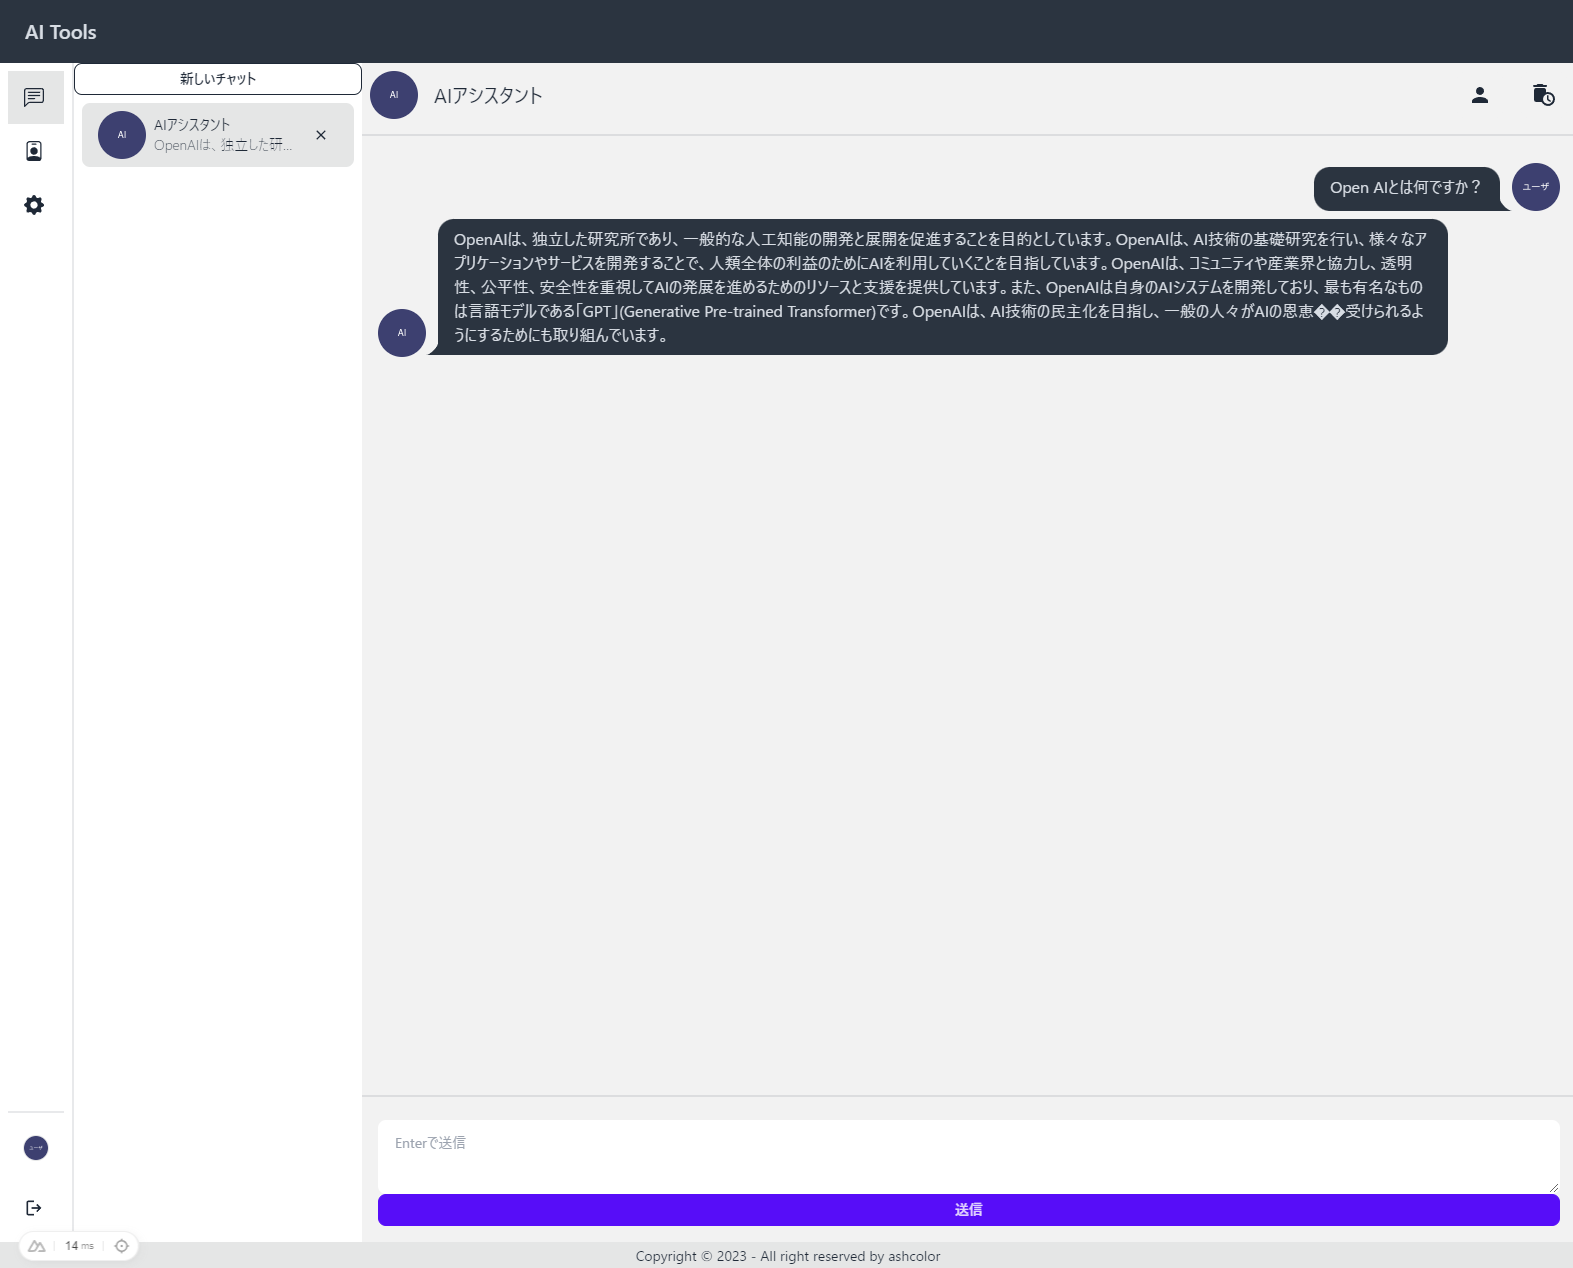 AI Tools
新しいチャット
AI
AIアシスタント
OpenAIは、独立した研...
AI
AIアシスタント
Open AIとは何ですか？
ユーザ
OpenAIは、独立した研究所であり、一般的な人工知能の開発と展開を促進することを目的としています。OpenAIは、AI技術の基礎研究を行い、様々なア
プリケーションやサービスを開発することで、人類全体の利益のためにAIを利用していくことを目指しています。OpenAIは、コミュニティや産業界と協力し、透明
性、公平性、安全性を重視してAIの発展を進めるためのリソースと支援を提供しています。また、OpenAIは自身のAIシステムを開発しており、最も有名なもの
は言語モデルである「GPT」(Generative Pre-trained Transformer)です。OpenAIは、AI技術の民主化を目指し、一般の人々がAIの恩恵��受けられるよ
うにするためにも取り組んでいます。
AI
Enterで送信
送信
ユーザ
14 ms
Copyright © 2023 - All right reserved by ashcolor